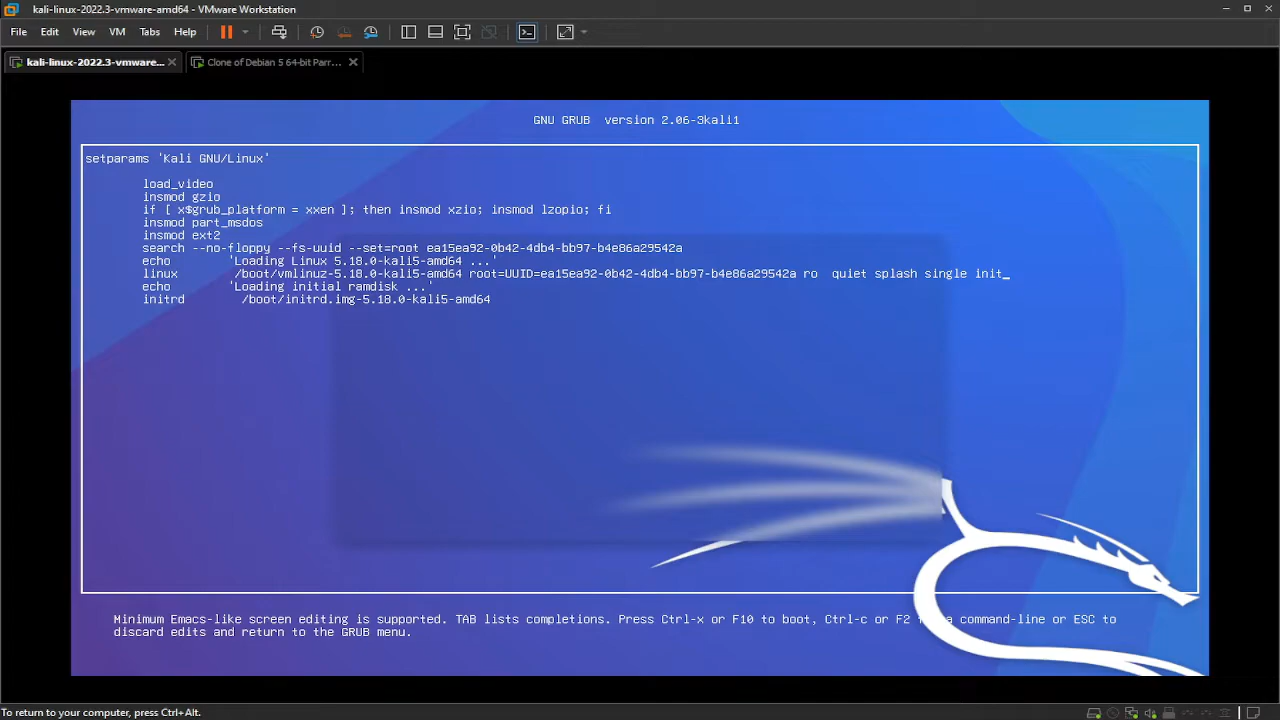 kali-linux-2022.3-vmware-amd64 - VMware Workstation
File Edit View VM Tabs Help
kali-linux-2022.3-vmware... Clone of Debian 5 64-bit Parr...
GNU GRUB version 2.06-3kali1
setparams 'Kali GNU/Linux'
load_video
insmod gzio
if [ x$grub_platform = xxen ]; then insmod xzio; insmod lzopio; fi
insmod part_msdos
insmod ext2
search --no-floppy --fs-uuid --set=root ea15ea92-0b42-4db4-bb97-b4e86a29542a
echo 'Loading Linux 5.18.0-kali5-amd64 ...'
linux /boot/vmlinuz-5.18.0-kali5-amd64 root=UUID=ea15ea92-0b42-4db4-bb97-b4e86a29542a ro quiet splash single init_
echo 'Loading initial ramdisk ...'
initrd /boot/initrd.img-5.18.0-kali5-amd64
Minimum Emacs-like screen editing is supported. TAB lists completions. Press Ctrl-x or F10 to boot, Ctrl-c or F2 a command-line or ESC to
discard edits and return to the GRUB menu.
To return to your computer, press Ctrl+Alt.